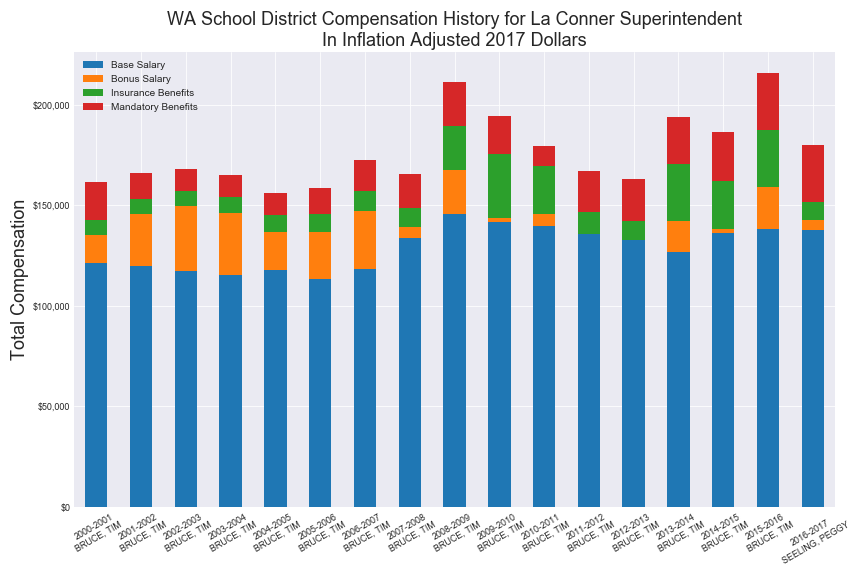 WA School District Compensation History for La Conner Superintendent
In Inflation Adjusted 2017 Dollars
Base Salary
Bonus Salary
Insurance Benefits
Mandatory Benefits
Total Compensation
$200,000
$150,000
$100,000
$50,000
$0
2000-2001
BRUCE, TIM
2001-2002
BRUCE, TIM
2002-2003
BRUCE, TIM
2003-2004
BRUCE, TIM
2004-2005
BRUCE, TIM
2005-2006
BRUCE, TIM
2006-2007
BRUCE, TIM
2007-2008
BRUCE, TIM
2008-2009
BRUCE, TIM
2009-2010
BRUCE, TIM
2010-2011
BRUCE, TIM
2011-2012
BRUCE, TIM
2012-2013
BRUCE, TIM
2013-2014
BRUCE, TIM
2014-2015
BRUCE, TIM
2015-2016
BRUCE, TIM
2016-2017
SEELING, PEGGY